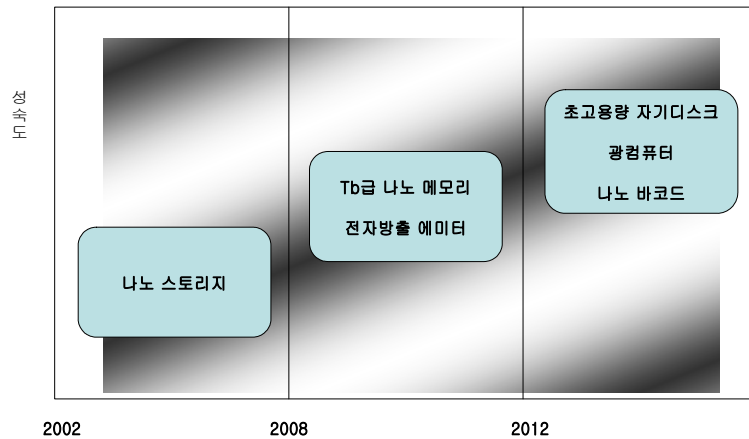 성숙도
초고용량 자기디스크
광컴퓨터
나노 바코드
Tb급 나노 메모리
전자방출 에미터
나노 스토리지
2002
2008
2012